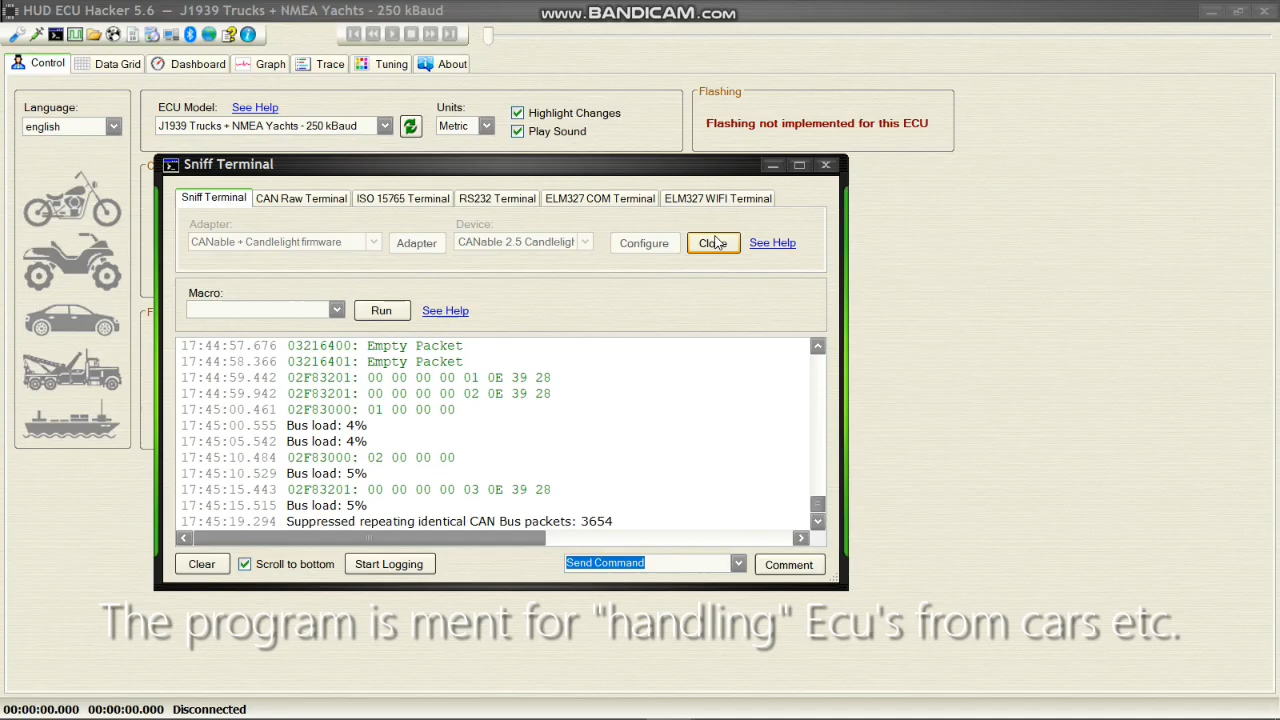 HUD ECU Hacker 5.6 – J1939 Trucks + NMEA Yachts - 250 kBaud
www.BANDICAM.com
Control
Data Grid
Dashboard
Graph
Trace
Tuning
About
Language:
english
ECU Model:
See Help
J1939 Trucks + NMEA Yachts - 250 kBaud
Units:
Metric
Highlight Changes
Play Sound
Flashing
Flashing not implemented for this ECU
Sniff Terminal
Sniff Terminal
CAN Raw Terminal
ISO 15765 Terminal
RS232 Terminal
ELM327 COM Terminal
ELM327 WIFI Terminal
Adapter:
CANable + Candlelight firmware
Adapter
Device:
CANable 2.5 Candleligh
Configure
Close
See Help
Macro:
Run
See Help
17:44:57.676 03216400: Empty Packet
17:44:58.366 03216401: Empty Packet
17:44:59.442 02F83201: 00 00 00 00 01 0E 39 28
17:44:59.942 02F83201: 00 00 00 00 02 0E 39 28
17:45:00.461 02F83000: 01 00 00 00
17:45:00.555 Bus load: 4%
17:45:05.542 Bus load: 4%
17:45:10.484 02F83000: 02 00 00 00
17:45:10.529 Bus load: 5%
17:45:15.443 02F83201: 00 00 00 00 03 0E 39 28
17:45:15.515 Bus load: 5%
17:45:19.294 Suppressed repeating identical CAN Bus packets: 3654
Clear
Scroll to bottom
Start Logging
Send Command
Comment
The program is ment for "handling" Ecu's from cars etc.
00:00:00.000 00:00:00.000 Disconnected